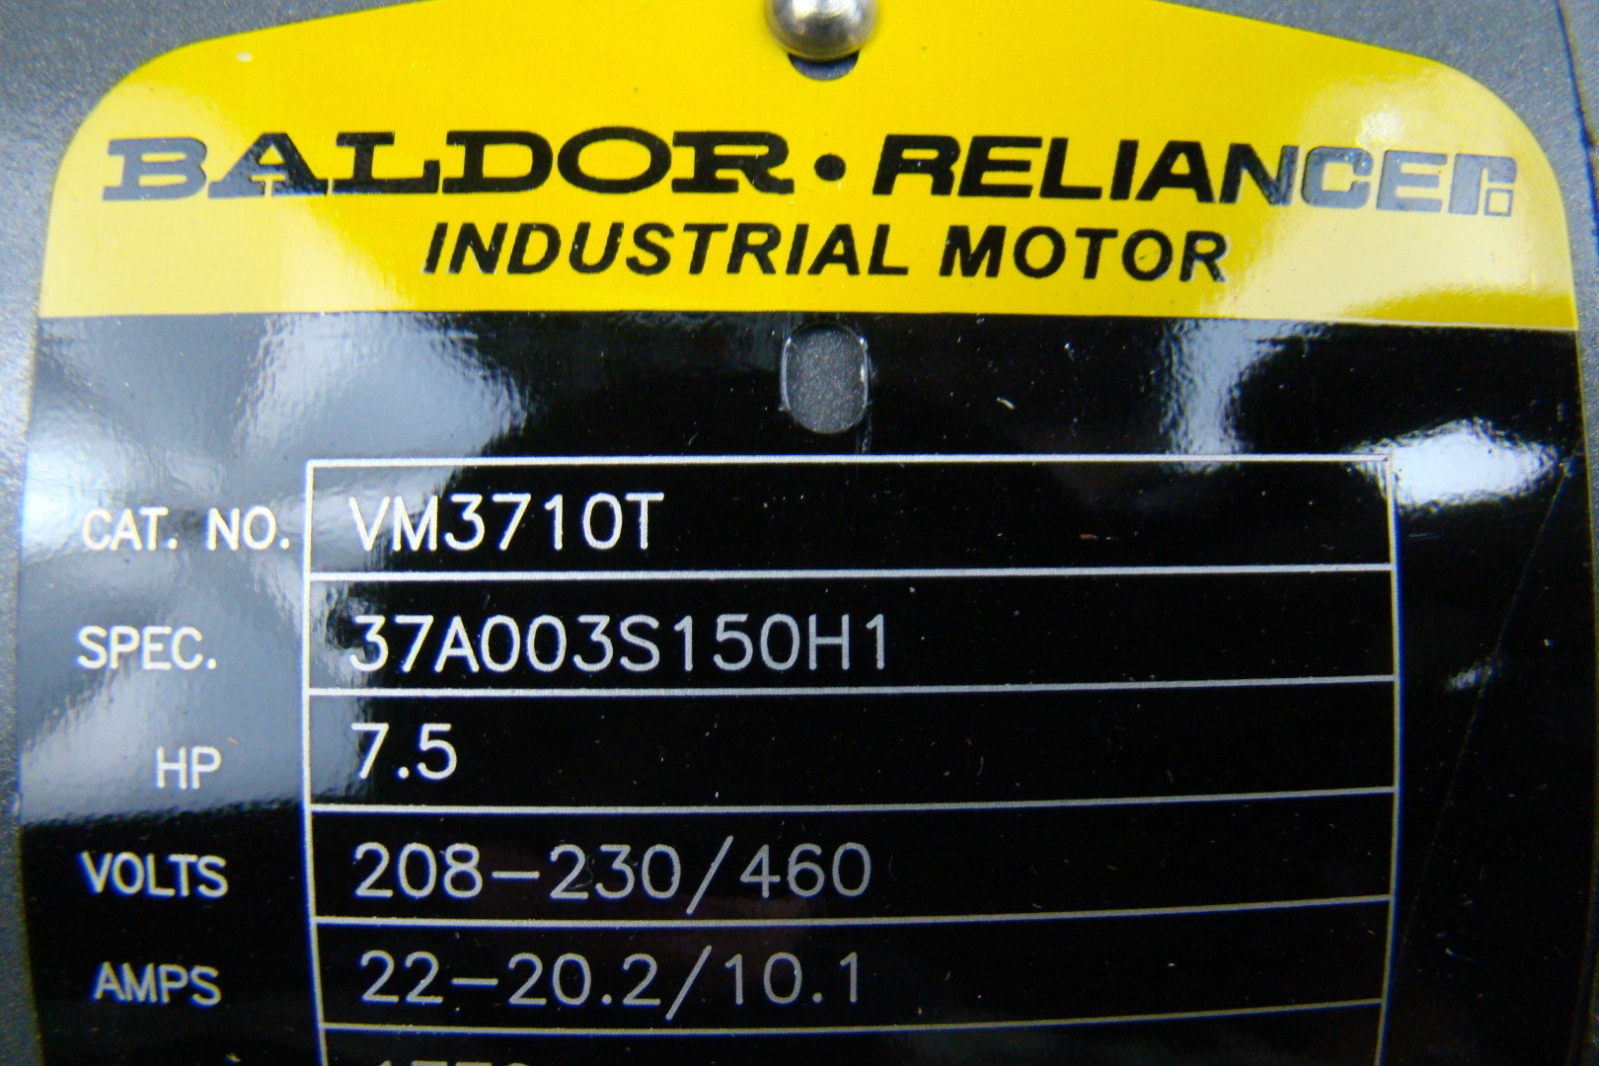 BALDOR • RELIANCER
INDUSTRIAL MOTOR
CAT. NO. VM3710T
SPEC. 37A003S150H1
HP 7.5
VOLTS 208-230/460
AMPS 22-20.2/10.1